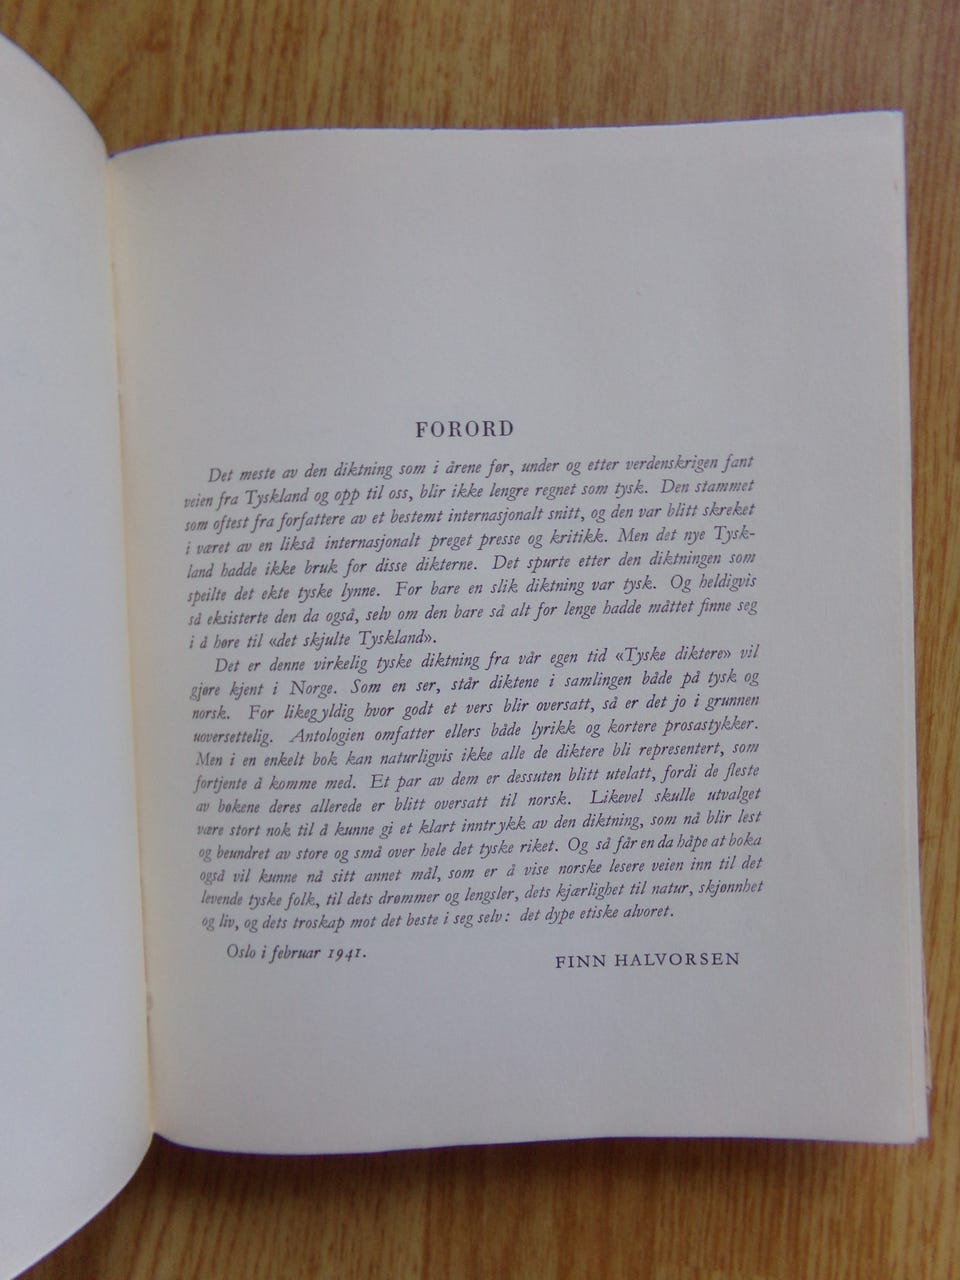 FORORD
Det meste av den diktning som i årene før, under og etter verdenskrigen fant
veien fra Tyskland og opp til oss, blir ikke lengre regnet som tysk. Den stammet
som oftest fra forfattere av et bestemt internasjonalt snitt, og den var blitt skreket
i været av en likså internasjonalt preget presse og kritikk. Men det nye Tysk-
land hadde ikke bruk for disse dikterne. Det spurte etter den diktningen som
speilte det ekte tyske lynne. For bare en slik diktning var tysk. Og heldigvis
så eksisterte den da også, selv om den bare så alt for lenge hadde måttet finne seg
i å høre til «det skjulte Tyskland».
Det er denne virkelig tyske diktning fra vår egen tid «Tyske diktere» vil
gjøre kjent i Norge. Som en ser, står diktene i samlingen både på tysk og
norsk. For likegyldig hvor godt et vers blir oversatt, så er det jo i grunnen
uoversettelig. Antologien omfatter ellers både lyrikk og kortere prosastykker.
Men i en enkelt bok kan naturligvis ikke alle de diktere bli representert, som
fortjente å komme med. Et par av dem er dessuten blitt utelatt, fordi de fleste
av bøkene deres allerede er blitt oversatt til norsk. Likevel skulle utvalget
være stort nok til å kunne gi et klart inntrykk av den diktning, som nå blir lest
og beundret av store og små over hele det tyske riket. Og så får en da håpe at boka
også vil kunne nå sitt annet mål, som er å vise norske lesere veien inn til det
levende tyske folk, til dets drømmer og lengsler, dets kjærlighet til natur, skjønnhet
og liv, og dets troskap mot det beste i seg selv: det dype etiske alvoret.
Oslo i februar 1941.
FINN HALVORSEN